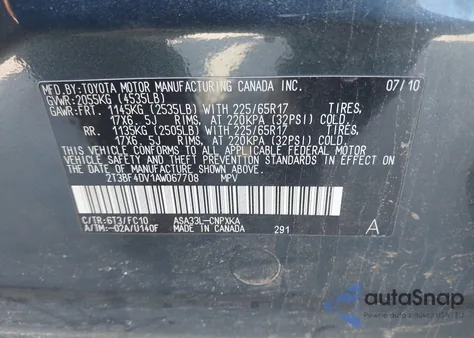 MFD.BY: TOYOTA MOTOR MANUFACTURING CANADA INC. 07/10
GVWR: 2055KG (4535LB)
GAWR: FRT. 1145KG (2535LB) WITH 225/65R17 TIRES,
17X6.5J RIMS, AT 220KPA (32PSI) COLD.
RR. 1135KG (2505LB) WITH 225/65R17 TIRES,
17X6.5J RIMS, AT 220KPA (32PSI) COLD.
THIS VEHICLE CONFORMS TO ALL APPLICABLE FEDERAL MOTOR
VEHICLE SAFETY AND THEFT PREVENTION STANDARDS IN EFFECT
ON THE DATE OF MANUFACTURE SHOWN ABOVE.
2T3BF4DV1AW067708 MPV
C/TR: 6T3/FC10 ASA33L-CNPXKA
A/TM: -02A/U140F MADE IN CANADA 291 A
autoSnap